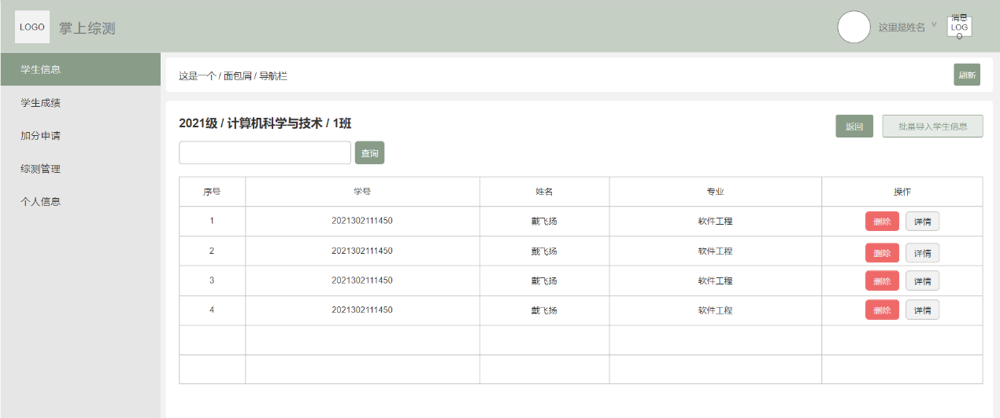 LOGO
掌上综测
这里是姓名 ∨
消息
LOG
O
学生信息
学生成绩
加分申请
综测管理
个人信息
这是一个 / 面包屑 / 导航栏
刷新
2021级 / 计算机科学与技术 / 1班
返回
批量导入学生信息
查询
序号 学号 姓名 专业 操作
1 2021302111450 戴飞扬 软件工程 删除 详情
2 2021302111450 戴飞扬 软件工程 删除 详情
3 2021302111450 戴飞扬 软件工程 删除 详情
4 2021302111450 戴飞扬 软件工程 删除 详情